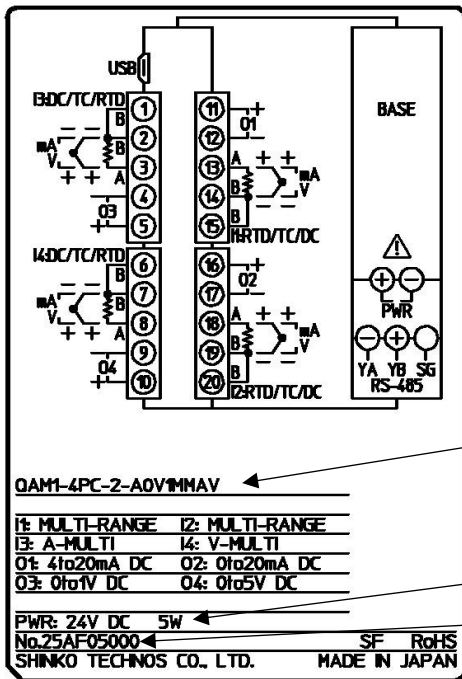 USB
I3:DC/TC/RTD
B
B
A
mA
V
O3
1
2
3
4
5
I4:DC/TC/RTD
B
B
A
mA
V
O4
6
7
8
9
10
11
12
13
14
15
O1
A
B
B
mA
V
I1:RTD/TC/DC
16
17
18
19
20
O2
A
B
B
mA
V
I2:RTD/TC/DC
BASE
PWR
YA YB SG
RS-485
QAM1-4PC-2-A0V1MMAV
I1: MULTI-RANGE I2: MULTI-RANGE
I3: A-MULTI I4: V-MULTI
O1: 4to20mA DC O2: 0to20mA DC
O3: 0to1V DC O4: 0to5V DC
PWR: 24V DC 5W
No.25AF05000 SF RoHS
SHINKO TECHNOS CO., LTD. MADE IN JAPAN